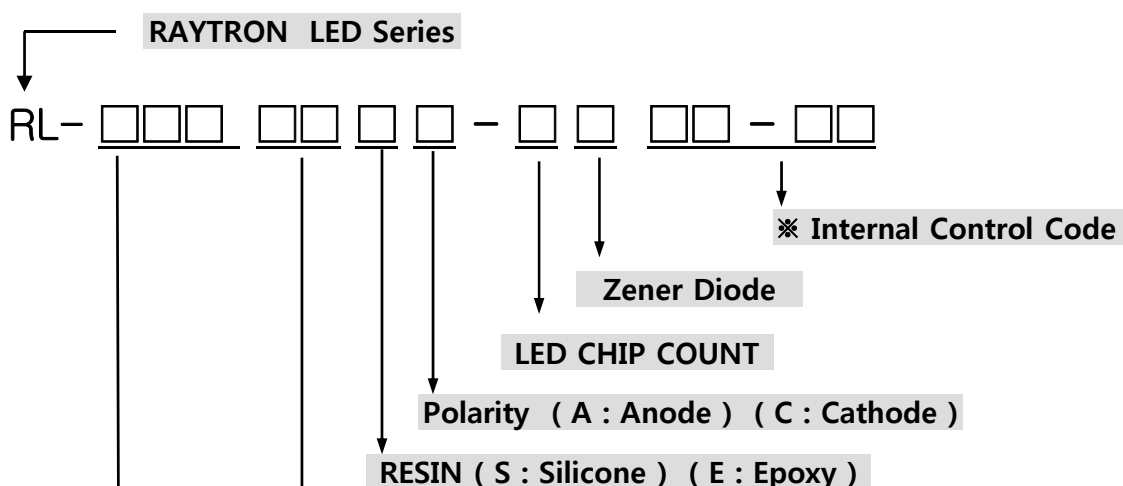 RAYTRON LED Series
RL- □□□ □□ □ □ - □ □ □□ - □□
※ Internal Control Code
Zener Diode
LED CHIP COUNT
Polarity ( A : Anode ) ( C : Cathode )
RESIN ( S : Silicone ) ( E : Epoxy )